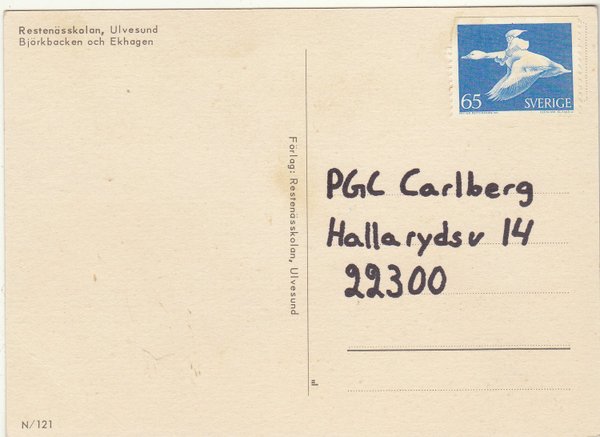 Restenässkolan, Ulvesund
Björkbacken och Ekhagen
65 SVERIGE
Förlag: Restenässkolan, Ulvesund
PGC Carlberg
Hallarydsv 14
22300
N/121